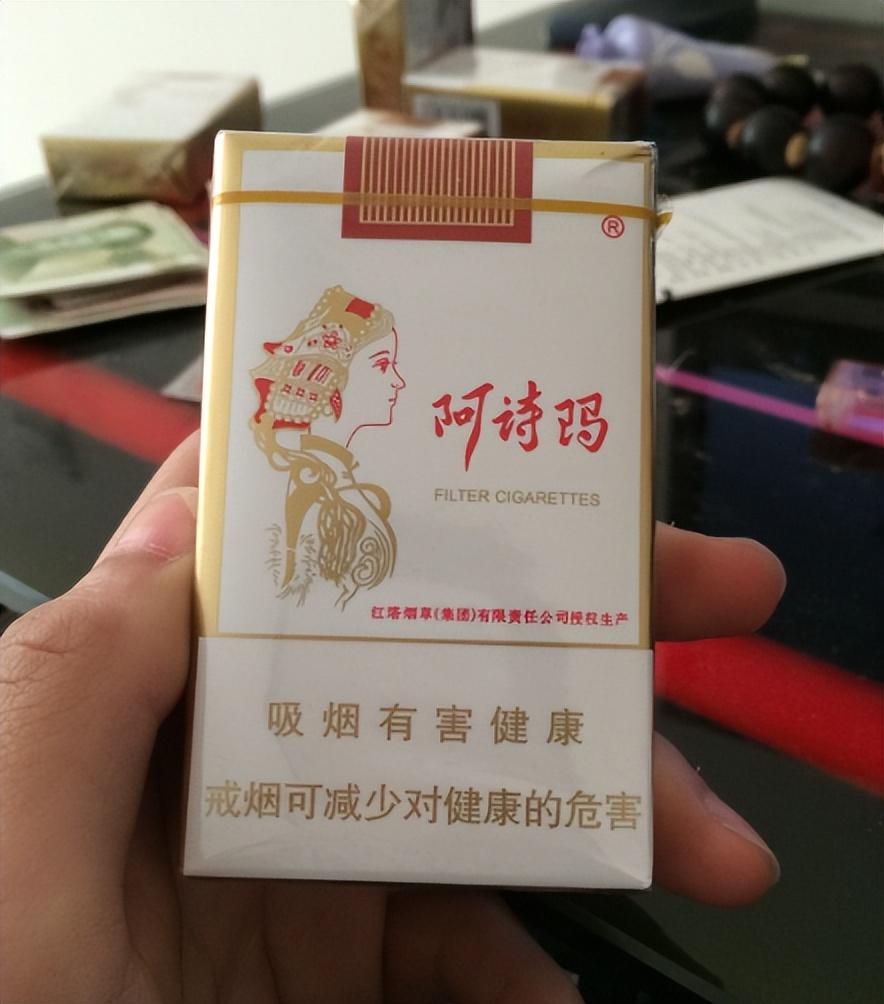 ®
阿诗玛
FILTER CIGARETTES
红塔烟草(集团)有限责任公司授权生产
吸烟有害健康
戒烟可减少对健康的危害